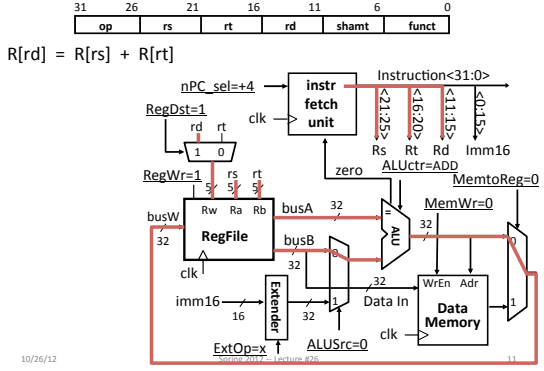 31 26 21 16 11 6 0
op rs rt rd shamt funct
R[rd] = R[rs] + R[rt]
nPC_sel=+4
instr fetch unit
clk
Instruction<31:0>
<21:25>
<16:20>
<11:15>
<0:15>
Rs Rt Rd Imm16
RegDst=1
rd rt
1 0
zero
ALUctr=ADD
MemtoReg=0
RegWr=1
rs rt
5 5 5
Rw Ra Rb
RegFile
busW
32
clk
busA
32
busB
32
=
ALU
32
MemWr=0
0
1
0
1
WrEn Adr
Data Memory
32
Data In
clk
imm16
16
Extender
32
ExtOp=x
ALUSrc=0
10/26/12
Spring 2012 -- Lecture #26
11